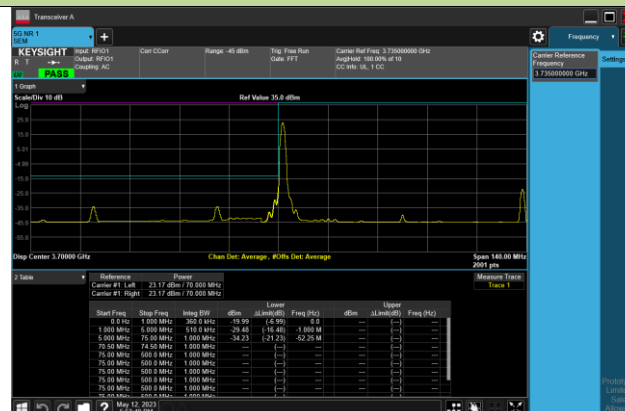 Transceiver A
5G NR 1
SEM
Frequency
KEYSIGHT
R T
PASS
Input: RFIO1
Output: RFIO1
Coupling: AC
Corr CCorr
Range: -45 dBm
Trig: Free Run
Gate: FFT
Carrier Ref Freq: 3.735000000 GHz
Avg|Hold: 100.00% of 10
CC Info: UL, 1 CC
Carrier Reference
Frequency
3.735000000 GHz
Settings
1 Graph
Scale/Div 10 dB
Ref Value 35.0 dBm
Log
25.0
15.0
5.01
-4.99
-15.0
-25.0
-35.0
-45.0
-55.0
Disp Center 3.70000 GHz
Chan Det: Average , #Offs Det: Average
Span 140.00 MHz
2001 pts
2 Table
Reference Power
Carrier #1: Left 23.17 dBm / 70.000 MHz
Carrier #1: Right 23.17 dBm / 70.000 MHz
Measure Trace
Trace 1
Lower Upper
Start Freq Stop Freq Integ BW dBm ΔLimit(dB) Freq (Hz) dBm ΔLimit(dB) Freq (Hz)
0.0 Hz 1.000 MHz 360.0 kHz -19.99 (-6.99) 0.0 --- (---) ---
1.000 MHz 5.000 MHz 510.0 kHz -29.48 (-16.48) -1.000 M --- (---) ---
5.000 MHz 75.00 MHz 1.000 MHz -34.23 (-21.23) -52.25 M --- (---) ---
70.50 MHz 74.50 MHz 1.000 MHz --- (---) --- --- (---) ---
75.00 MHz 500.0 MHz 1.000 MHz --- (---) --- --- (---) ---
75.00 MHz 500.0 MHz 1.000 MHz --- (---) --- --- (---) ---
75.00 MHz 500.0 MHz 1.000 MHz --- (---) --- --- (---) ---
75.00 MHz 500.0 MHz 1.000 MHz --- (---) --- --- (---) ---
75.00 MHz 500.0 MHz 1.000 MHz
May 12, 2023